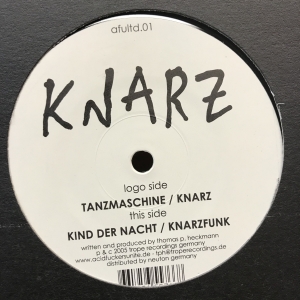 afultd.01
KNARZ
logo side
TANZMASCHINE / KNARZ
this side
KIND DER NACHT / KNARZFUNK
written and produced by thomas p. heckmann
p & c 2005 trope recordings germany
www.acidfuckersunite.de - tph@troperecordings.de
distributed by neuton germany